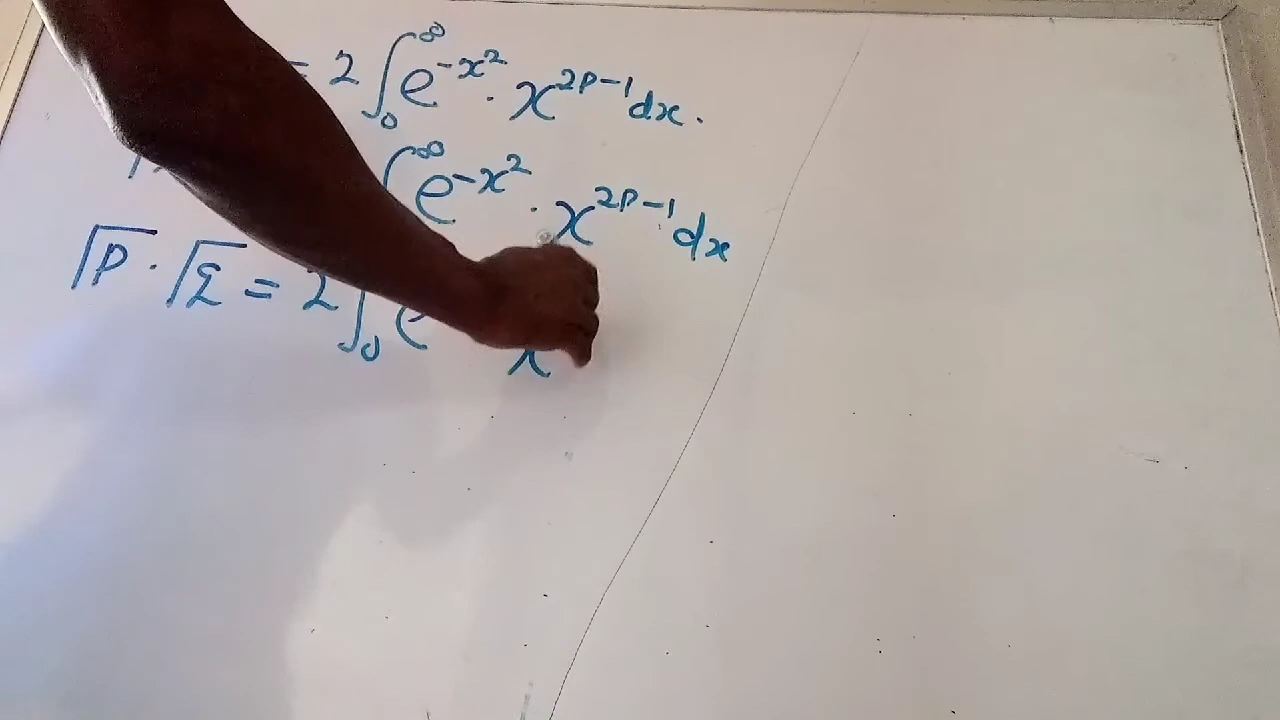 = 2 ∫₀^∞ e^{-x²} · x^{2p-1} dx.
∫^∞ e^{-x²} · x^{2p-1} dx
Γp · Γq = 2 ∫₀ e x